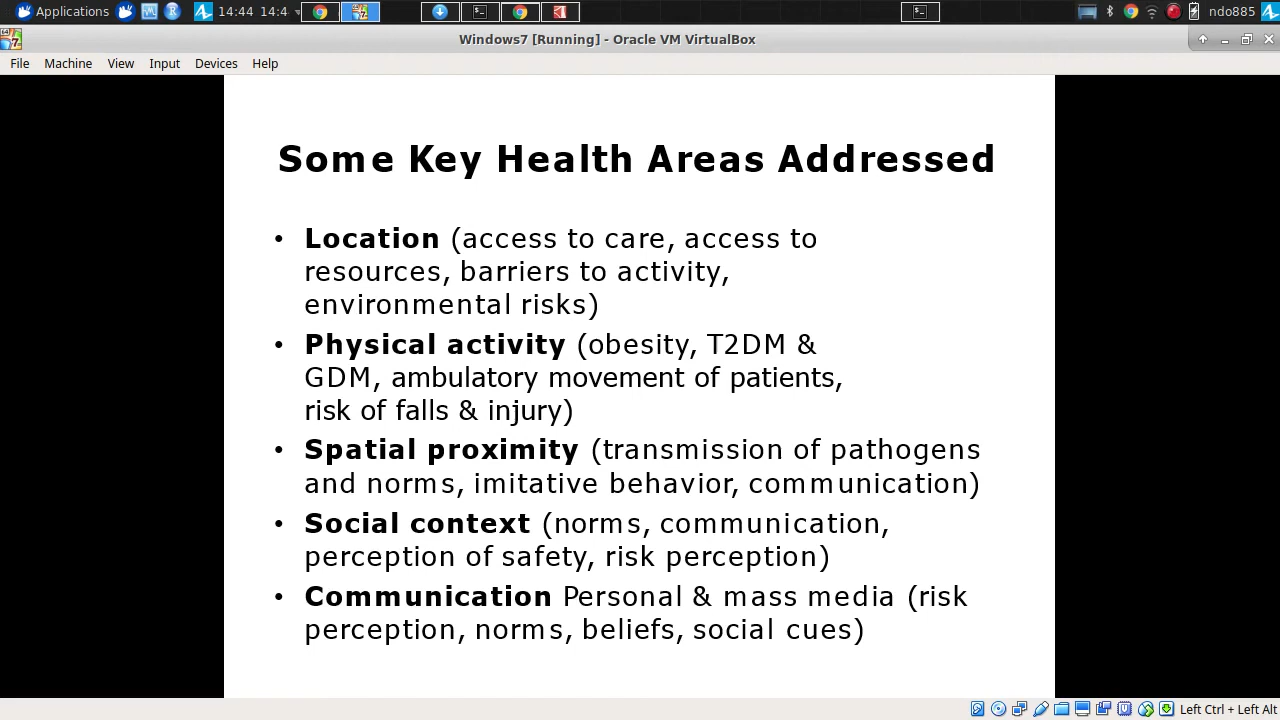 Applications 14:44 14:4 ndo885
Windows7 [Running] - Oracle VM VirtualBox
File Machine View Input Devices Help
Some Key Health Areas Addressed
• Location (access to care, access to
resources, barriers to activity,
environmental risks)
• Physical activity (obesity, T2DM &
GDM, ambulatory movement of patients,
risk of falls & injury)
• Spatial proximity (transmission of pathogens
and norms, imitative behavior, communication)
• Social context (norms, communication,
perception of safety, risk perception)
• Communication Personal & mass media (risk
perception, norms, beliefs, social cues)
Left Ctrl + Left Alt